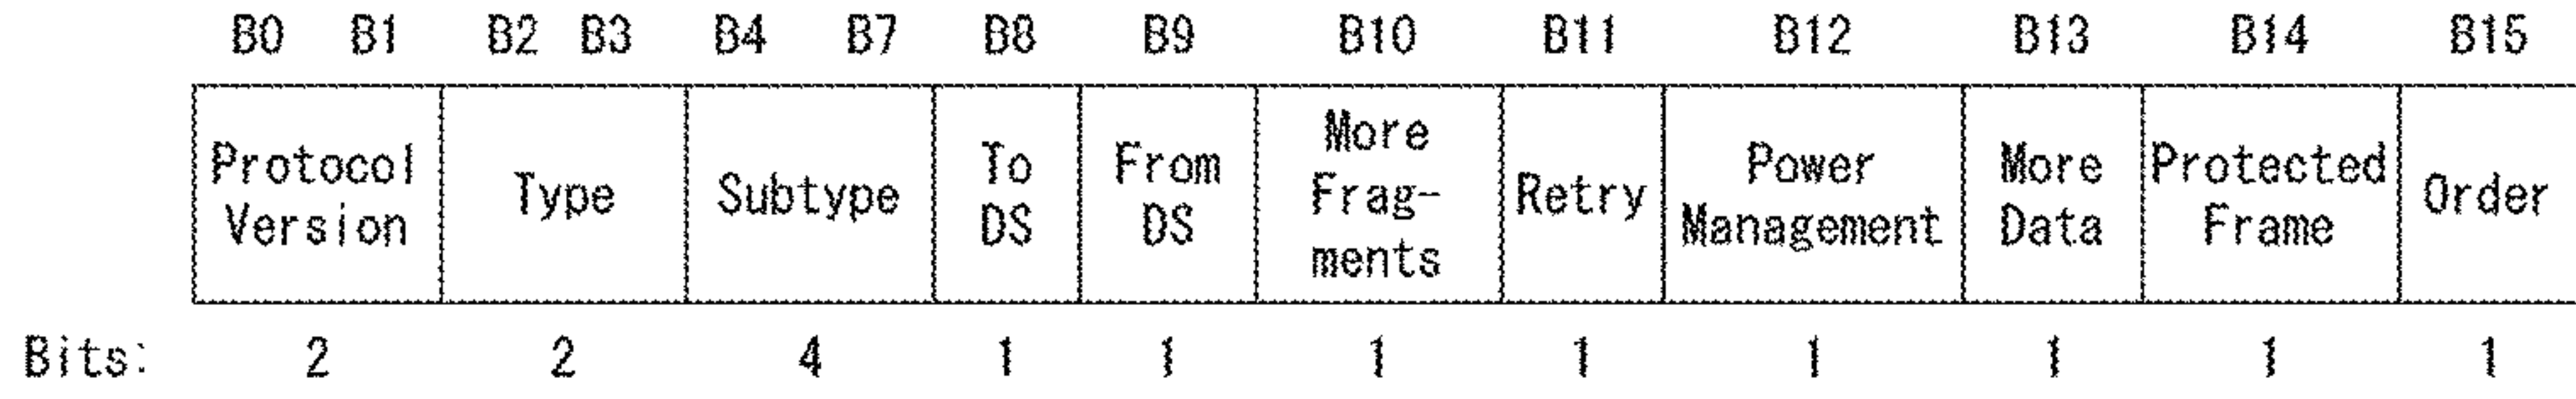 B0 B1 B2 B3 B4 B7 B8 B9 B10 B11 B12 B13 B14 B15
Protocol
Version
Type
Subtype
To
DS
From
DS
More
Frag-
ments
Retry
Power
Management
More
Data
Protected
Frame
Order
Bits: 2 2 4 1 1 1 1 1 1 1 1